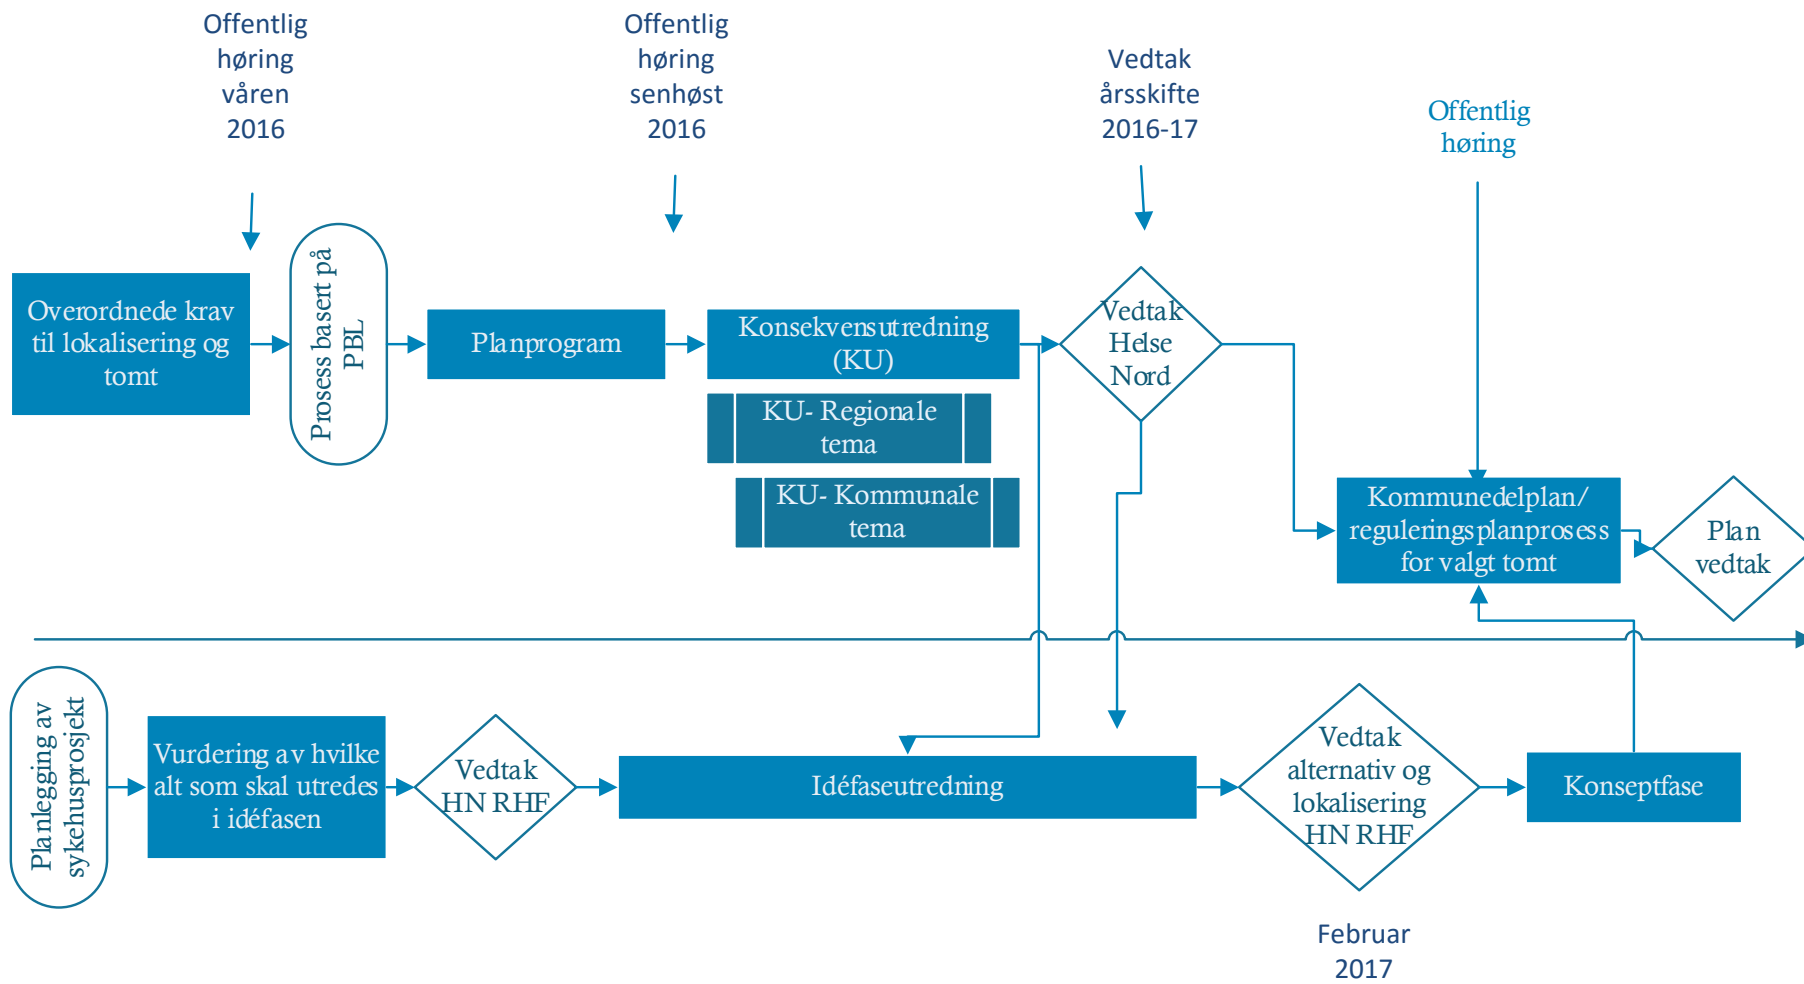 Offentlig
høring
våren
2016
Offentlig
høring
senhøst
2016
Vedtak
årsskifte
2016-17
Offentlig
høring
Overordnede krav
til lokalisering og
tomt
Prosess basert på
PBL
Planprogram
Konsekvensutredning
(KU)
KU- Regionale
tema
KU- Kommunale
tema
Vedtak
Helse
Nord
Kommunedelplan/
reguleringsplanprosess
for valgt tomt
Plan
vedtak
Planlegging av
sykehusprosjekt
Vurdering av hvilke
alt som skal utredes
i idéfasen
Vedtak
HN RHF
Idéfaseutredning
Vedtak
alternativ og
lokalisering
HN RHF
Konseptfase
Februar
2017